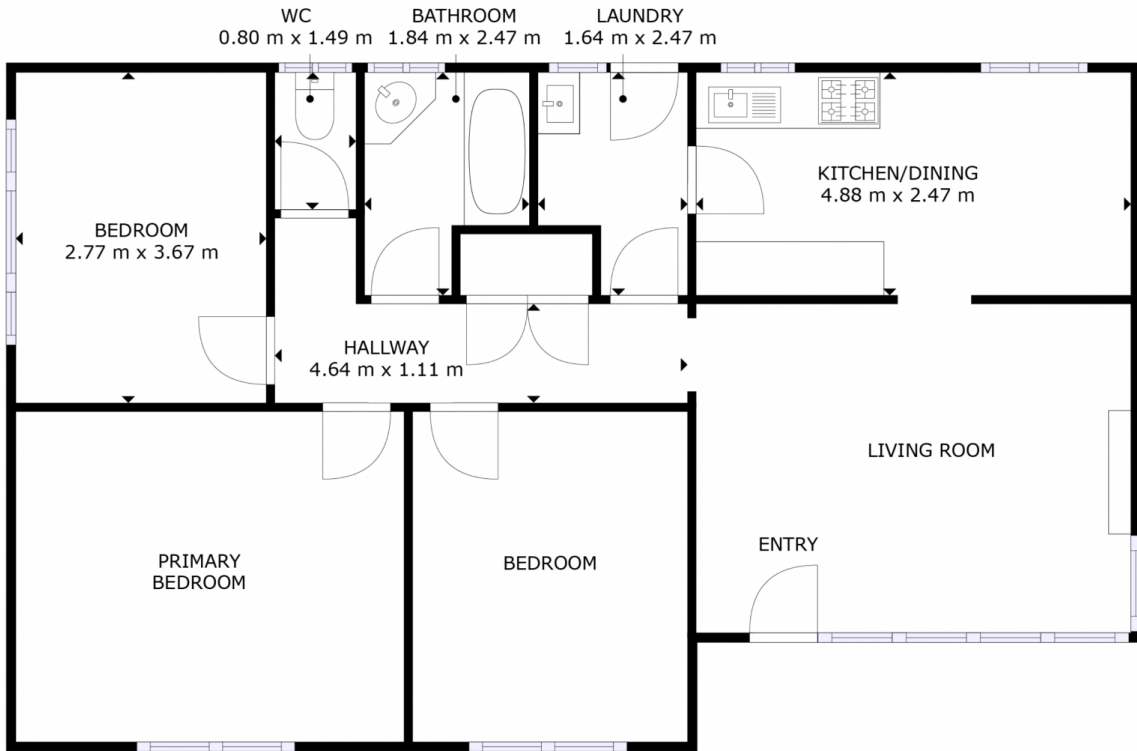 WC
0.80 m x 1.49 m
BATHROOM
1.84 m x 2.47 m
LAUNDRY
1.64 m x 2.47 m
KITCHEN/DINING
4.88 m x 2.47 m
BEDROOM
2.77 m x 3.67 m
HALLWAY
4.64 m x 1.11 m
LIVING ROOM
ENTRY
PRIMARY
BEDROOM
BEDROOM